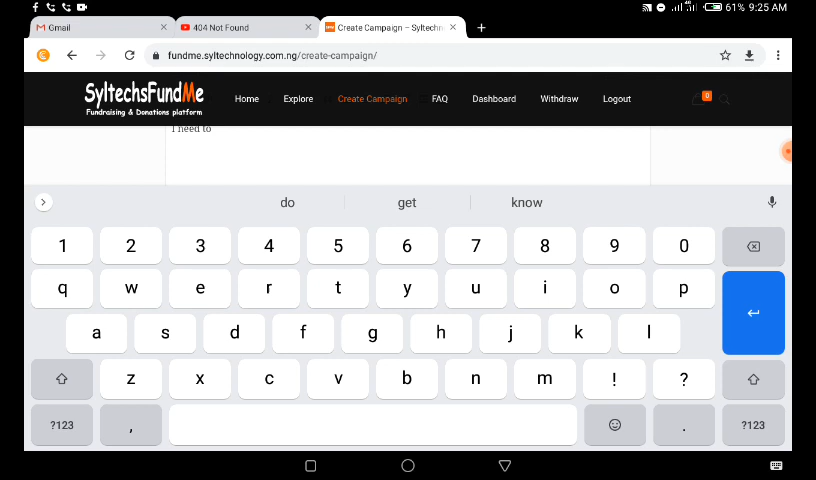 61% 9:25 AM
Gmail
404 Not Found
Create Campaign – Syltechn
fundme.syltechnology.com.ng/create-campaign/
SyltechsFundMe
Fundraising & Donations platform
Home Explore Create Campaign FAQ Dashboard Withdraw Logout
0
I need to
do get know
1 2 3 4 5 6 7 8 9 0
q w e r t y u i o p
a s d f g h j k l
z x c v b n m ! ?
?123 , . ?123